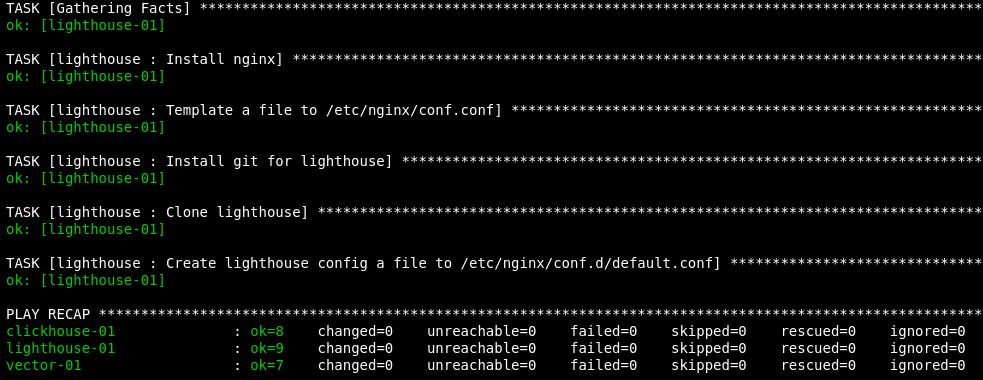 TASK [Gathering Facts] *********************************************************************************************
ok: [lighthouse-01]
TASK [lighthouse : Install nginx] **********************************************************************************
ok: [lighthouse-01]
TASK [lighthouse : Template a file to /etc/nginx/conf.conf] ********************************************************
ok: [lighthouse-01]
TASK [lighthouse : Install git for lighthouse] *********************************************************************
ok: [lighthouse-01]
TASK [lighthouse : Clone lighthouse] *******************************************************************************
ok: [lighthouse-01]
TASK [lighthouse : Create lighthouse config a file to /etc/nginx/conf.d/default.conf] ******************************
ok: [lighthouse-01]
PLAY RECAP *********************************************************************************************************
clickhouse-01 : ok=8 changed=0 unreachable=0 failed=0 skipped=0 rescued=0 ignored=0
lighthouse-01 : ok=9 changed=0 unreachable=0 failed=0 skipped=0 rescued=0 ignored=0
vector-01 : ok=7 changed=0 unreachable=0 failed=0 skipped=0 rescued=0 ignored=0